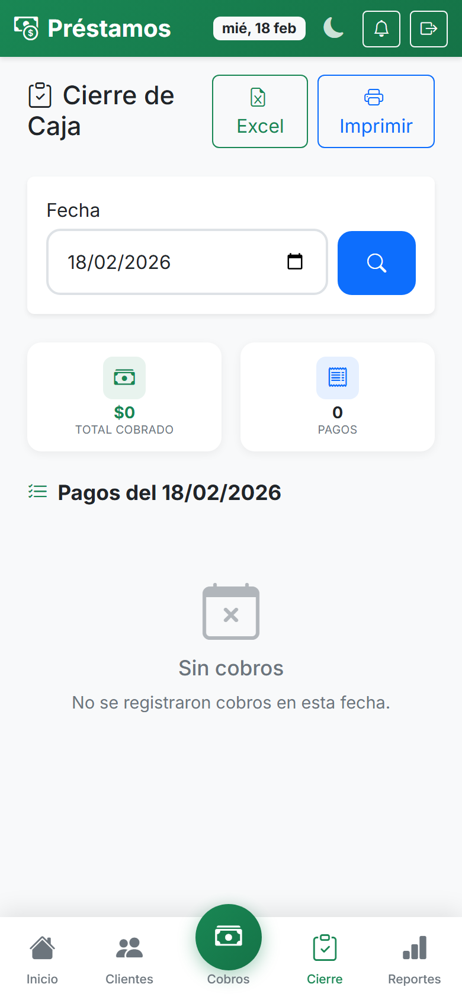 Préstamos
mié, 18 feb
Cierre de
Caja
Excel
Imprimir
Fecha
18/02/2026
$0
TOTAL COBRADO
0
PAGOS
Pagos del 18/02/2026
Sin cobros
No se registraron cobros en esta fecha.
Inicio
Clientes
Cobros
Cierre
Reportes